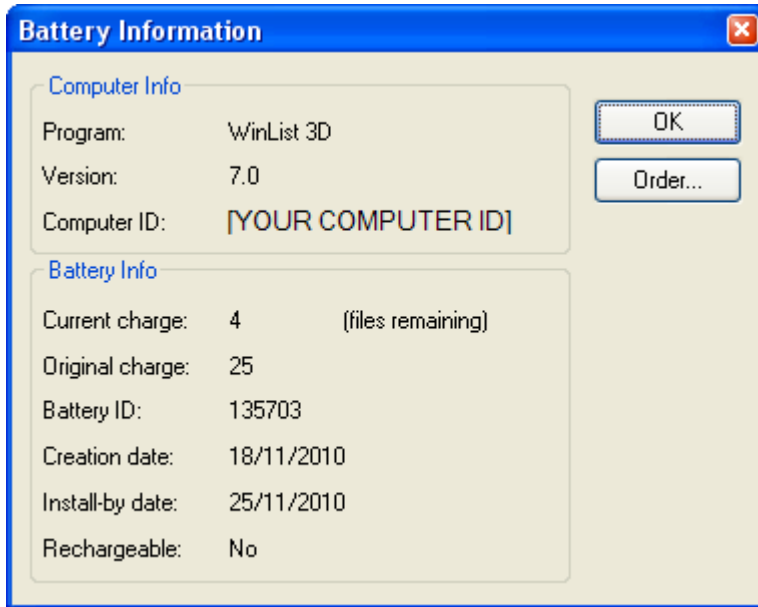 Battery Information
Computer Info
Program: WinList 3D
Version: 7.0
Computer ID: [YOUR COMPUTER ID]
OK
Order...
Battery Info
Current charge: 4 (files remaining)
Original charge: 25
Battery ID: 135703
Creation date: 18/11/2010
Install-by date: 25/11/2010
Rechargeable: No